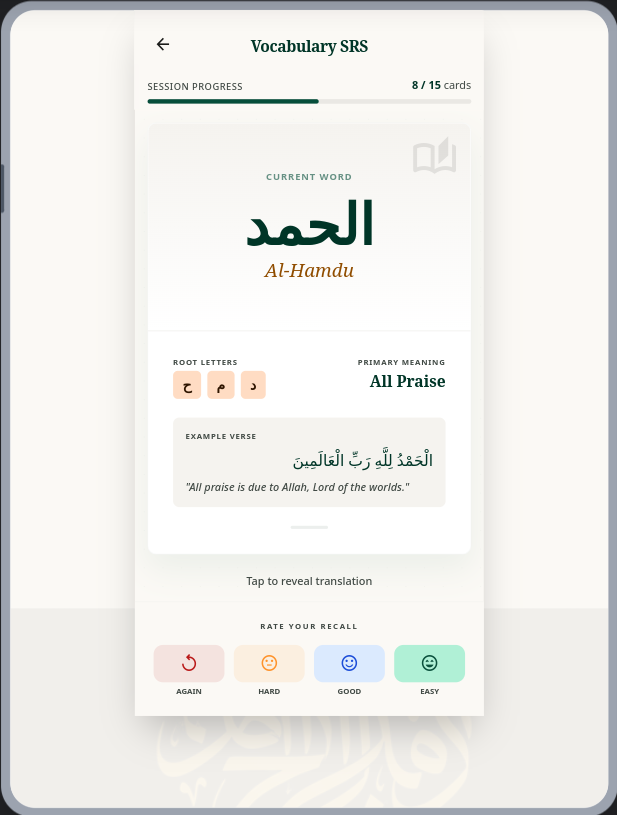 Vocabulary SRS
SESSION PROGRESS 8 / 15 cards
CURRENT WORD
الحمد
Al-Hamdu
ROOT LETTERS PRIMARY MEANING
ح م د All Praise
EXAMPLE VERSE
الْحَمْدُ لِلَّهِ رَبِّ الْعَالَمِينَ
"All praise is due to Allah, Lord of the worlds."
Tap to reveal translation
RATE YOUR RECALL
AGAIN HARD GOOD EASY